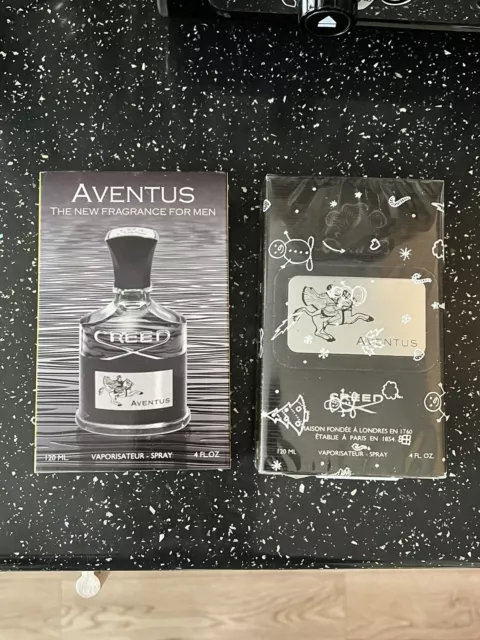 AVENTUS
THE NEW FRAGRANCE FOR MEN
CREED
AVENTUS
120 ML VAPORISATEUR - SPRAY 4 FL.OZ
AVENTUS
CREED
MAISON FONDÉE À LONDRES EN 1760
ÉTABLIE À PARIS EN 1854.
120 ML VAPORISATEUR - SPRAY 4 FL.OZ